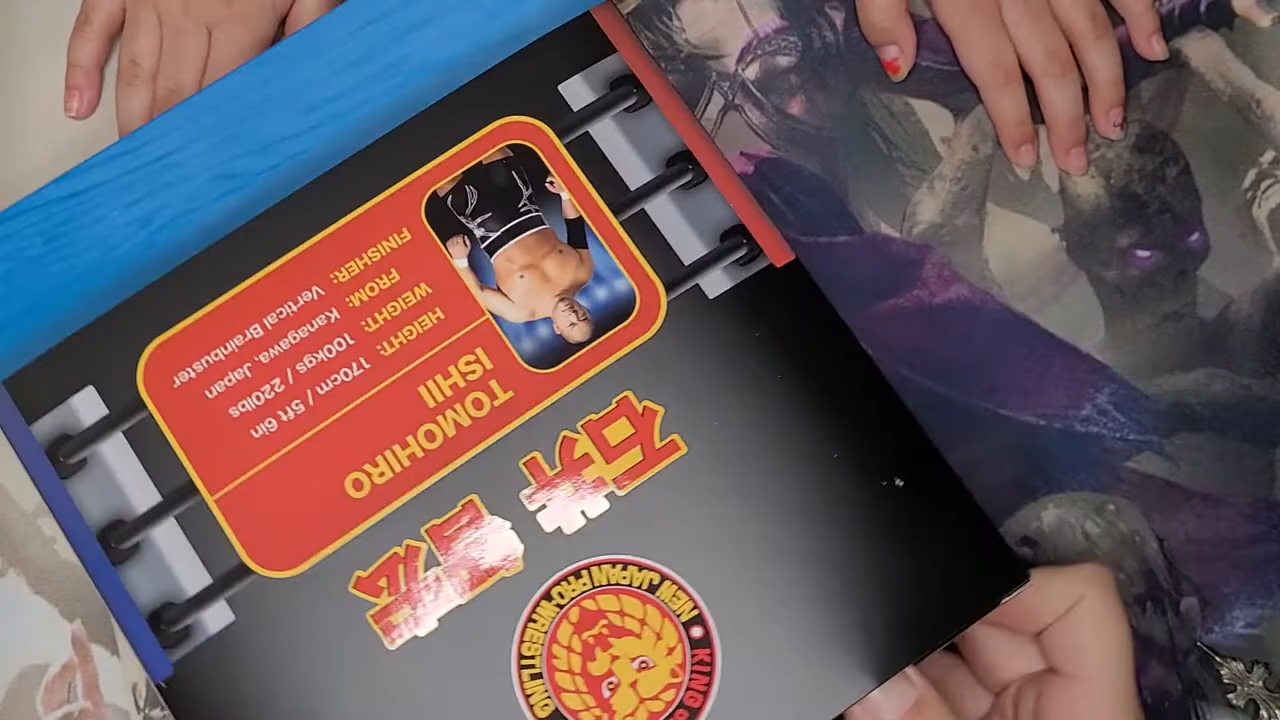 NEW JAPAN PRO-WRESTLING
KING
石井 智宏
TOMOHIRO
ISHII
HEIGHT: 170cm / 5ft 6in
WEIGHT: 100kgs / 220lbs
FROM: Kanagawa, Japan
FINISHER: Vertical Brainbuster